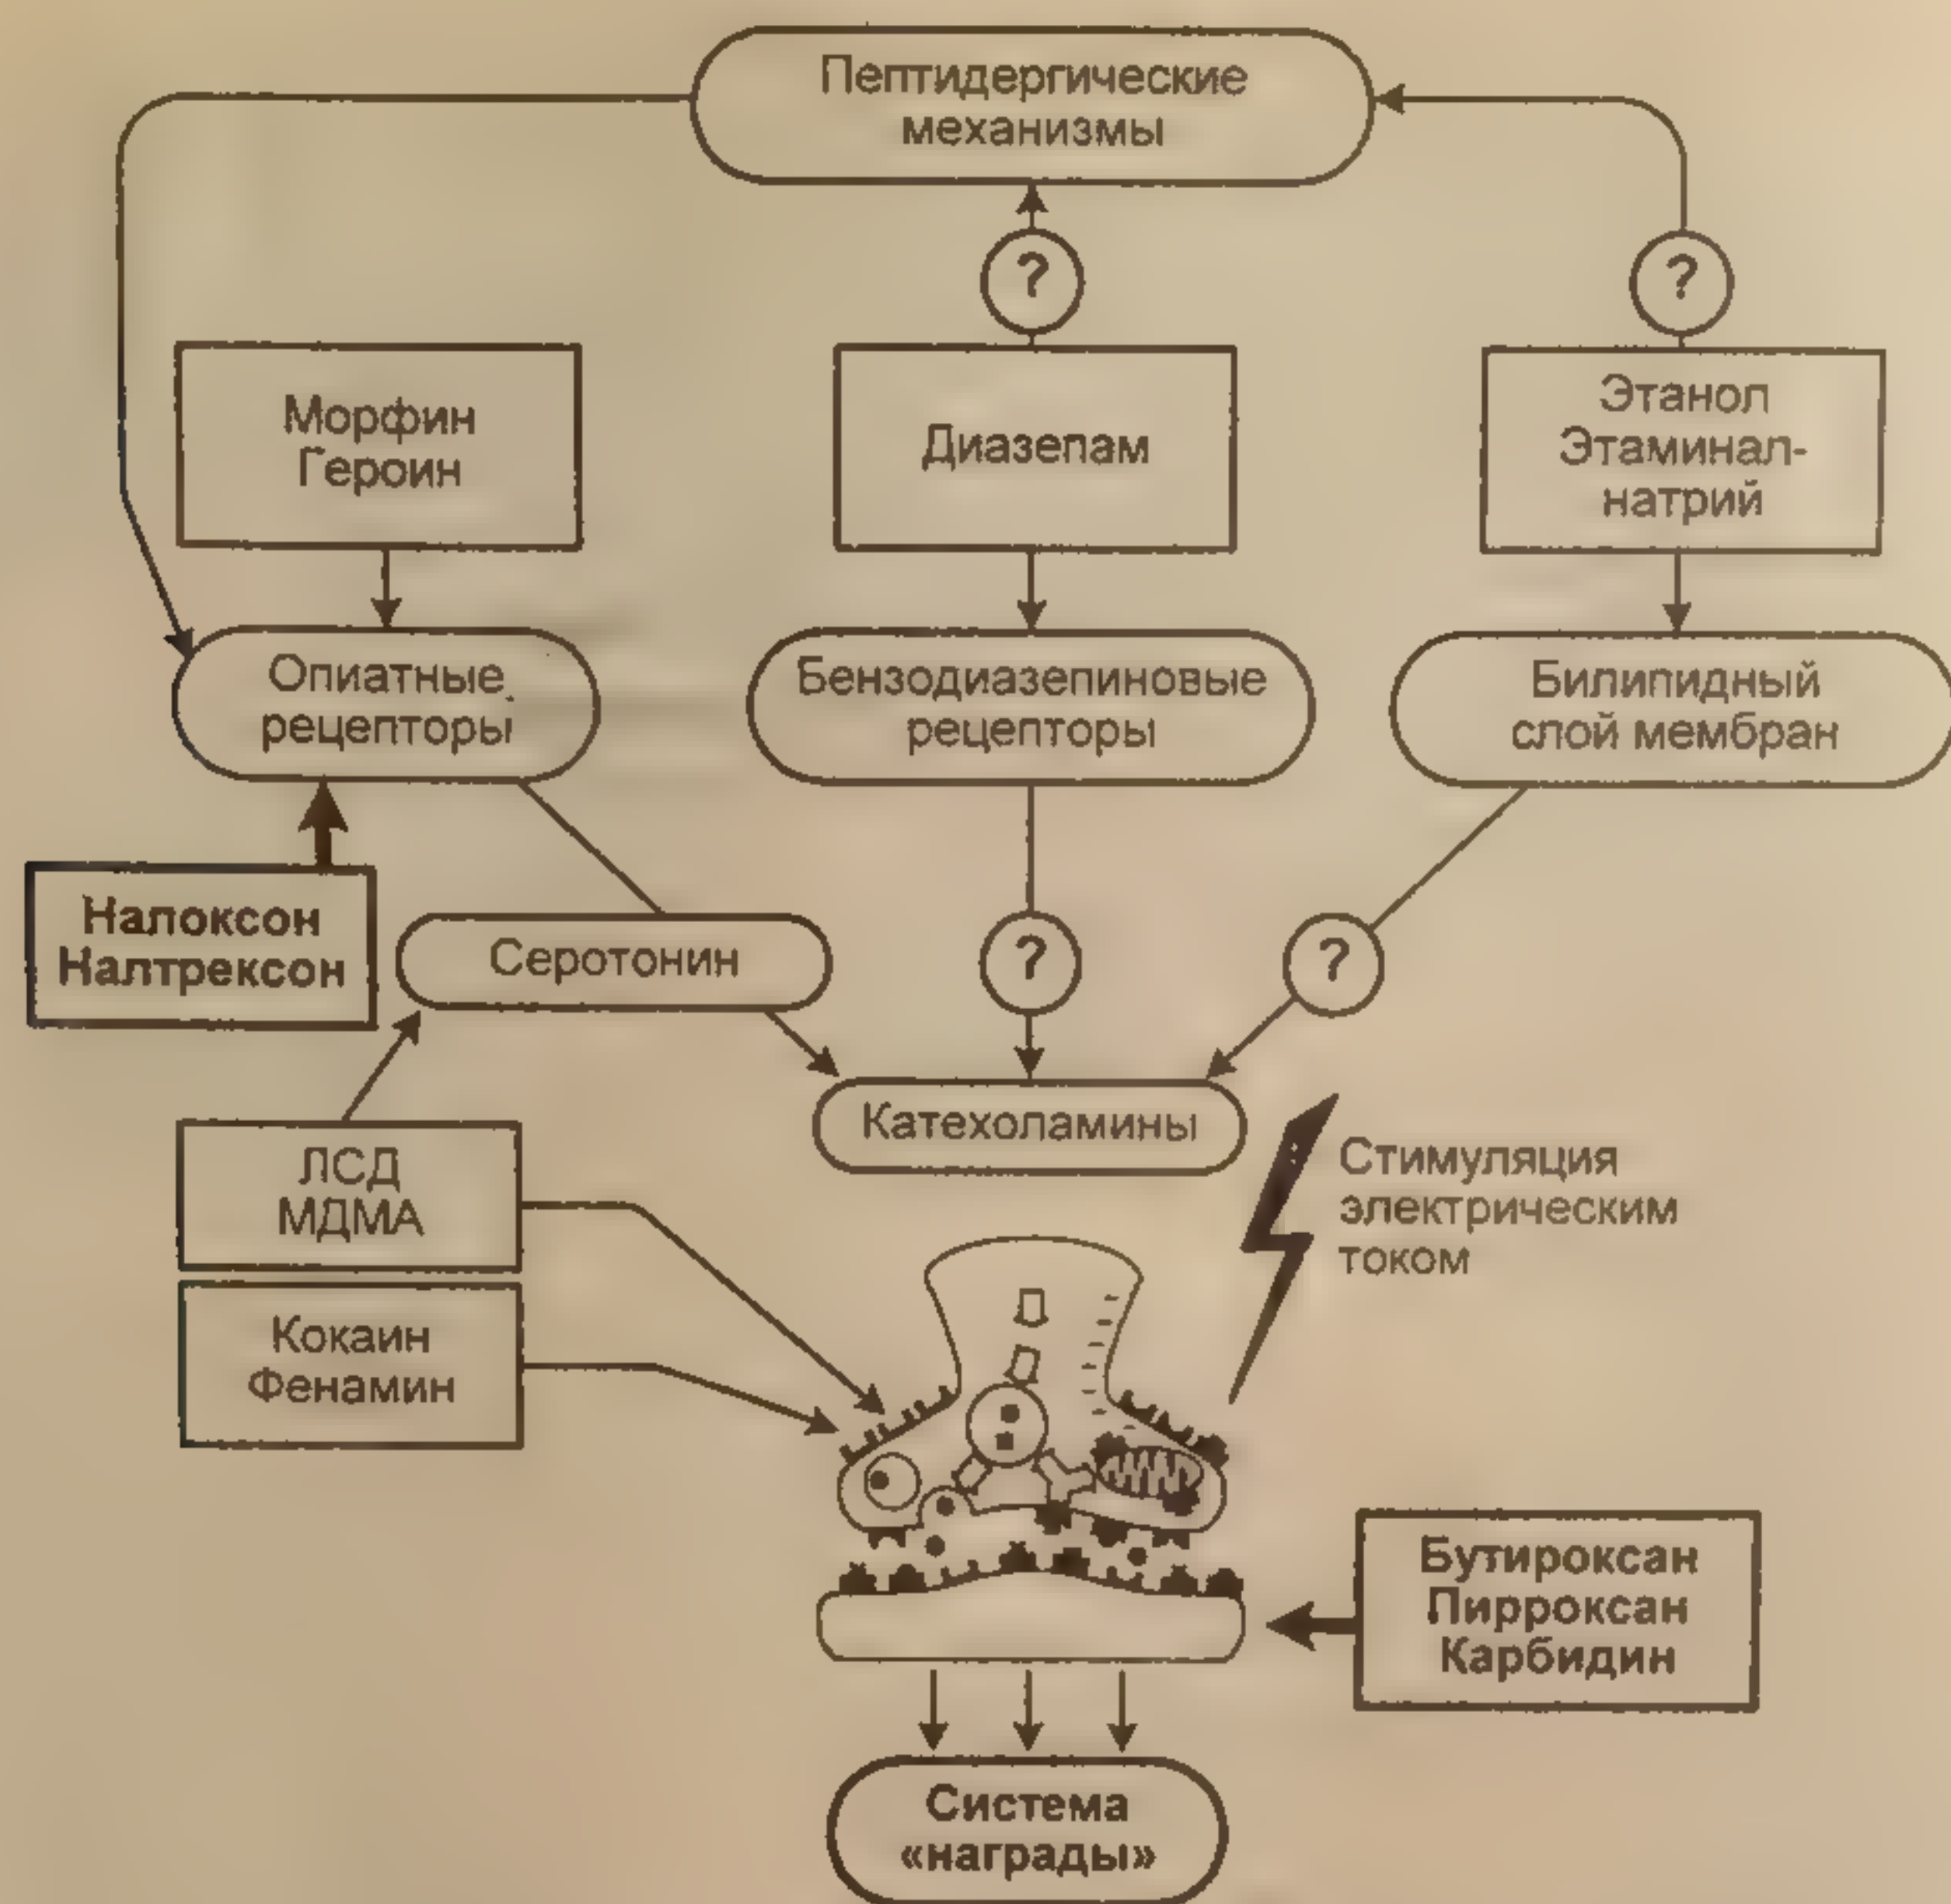 Пептидергические
механизмы
?
?
Морфин
Героин
Диазепам
Этанол
Этаминал-
натрий
Опиатные
рецепторы
Бензодиазепиновые
рецепторы
Билипидный
слой мембран
Налоксон
Налтрексон
Серотонин
?
?
Катехоламины
ЛСД
МДМА
Стимуляция
электрическим
током
Кокаин
Фенамин
Бутироксан
Пирроксан
Карбидин
Система
«награды»